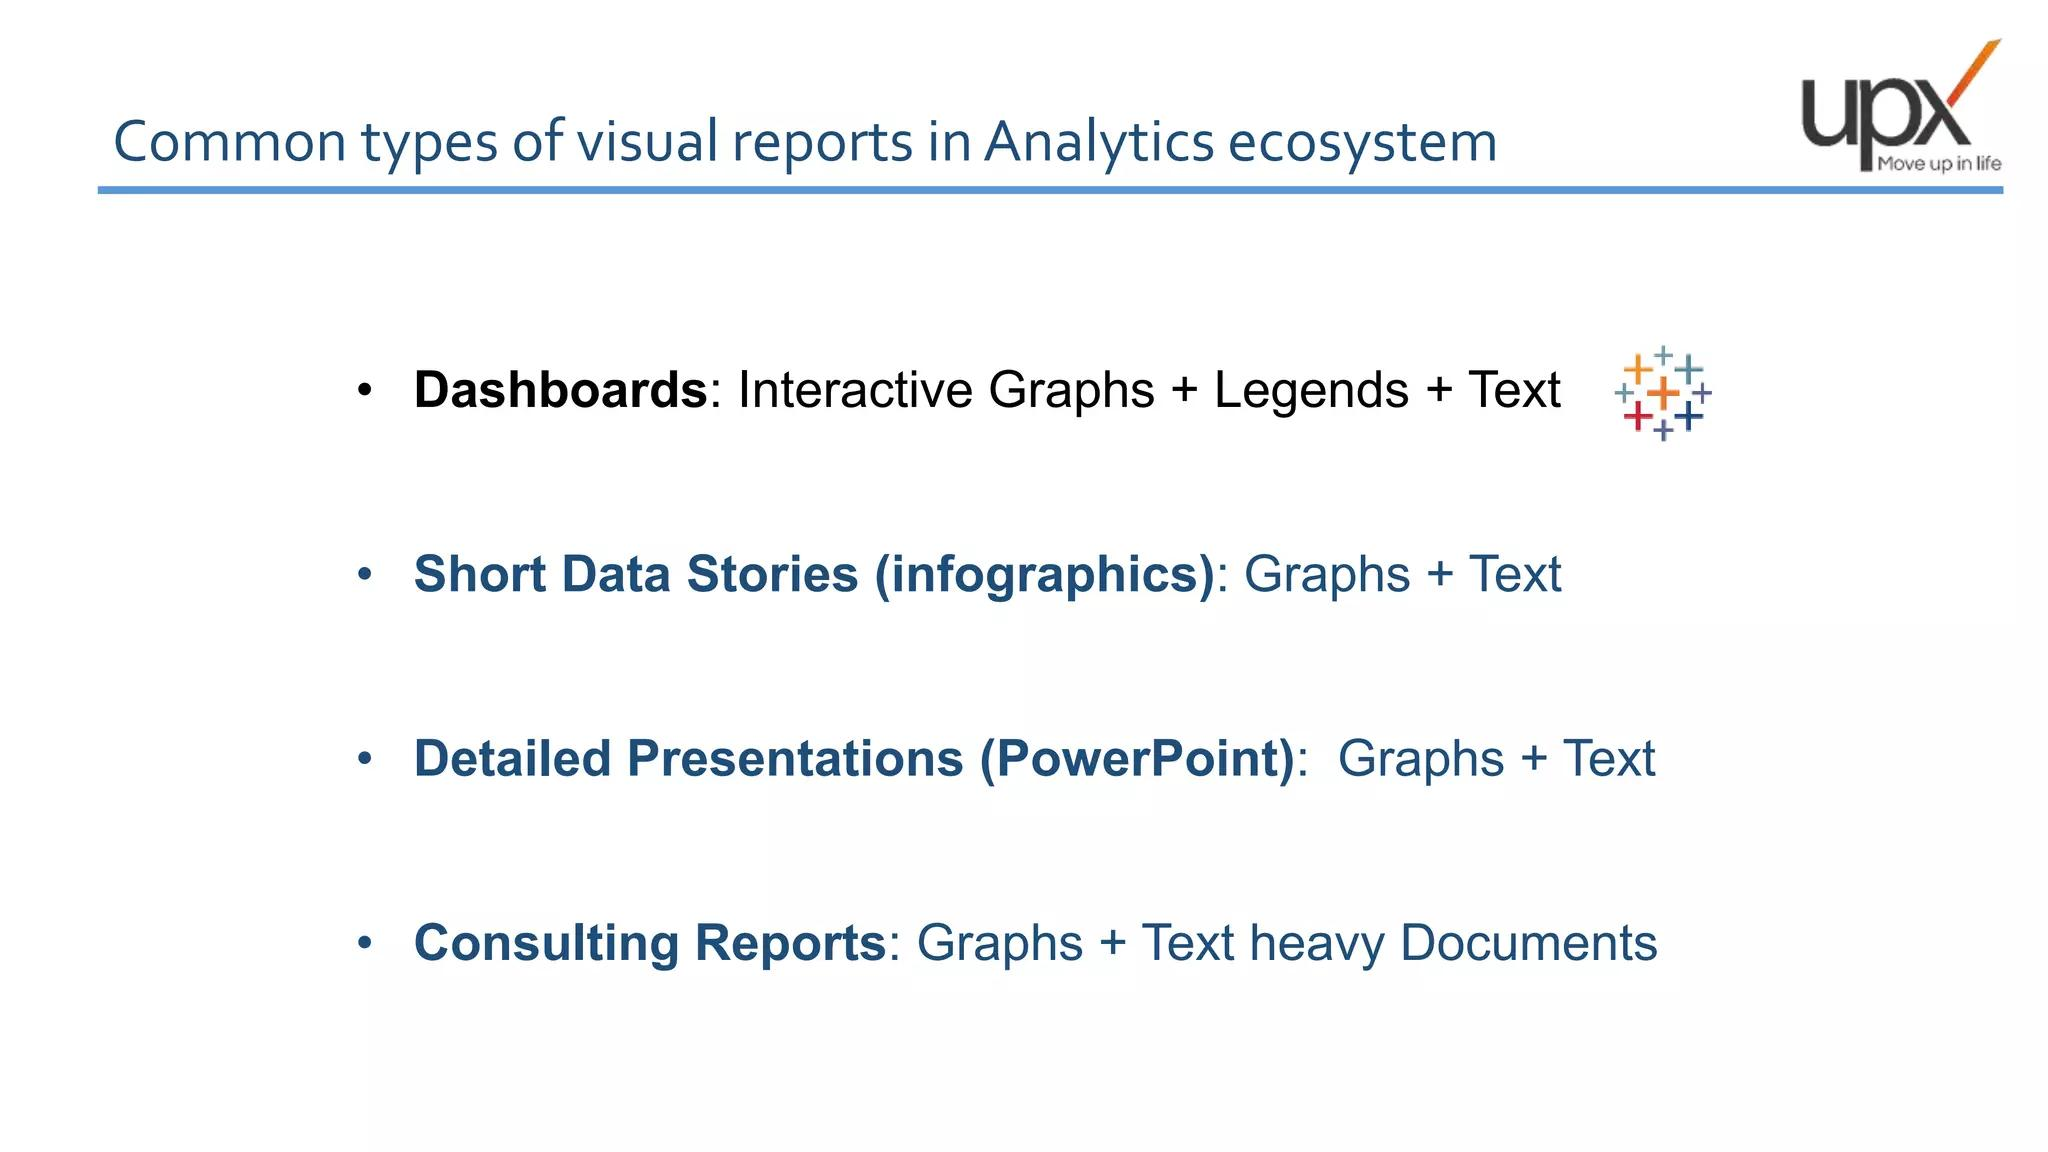 Common types of visual reports in Analytics ecosystem
upx
Move up in life
• Dashboards: Interactive Graphs + Legends + Text
• Short Data Stories (infographics): Graphs + Text
• Detailed Presentations (PowerPoint):  Graphs + Text
• Consulting Reports: Graphs + Text heavy Documents